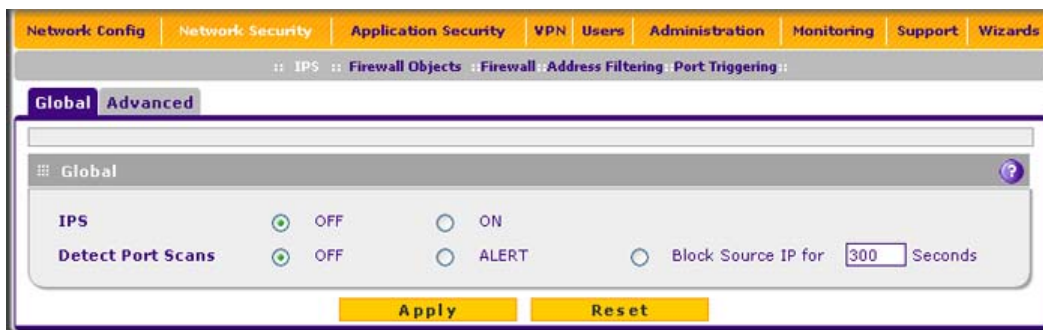 Network Config Network Security Application Security VPN Users Administration Monitoring Support Wizards
:: IPS :: Firewall Objects :: Firewall :: Address Filtering :: Port Triggering ::
Global Advanced
Global ?
IPS OFF ON
Detect Port Scans OFF ALERT Block Source IP for 300 Seconds
Apply Reset